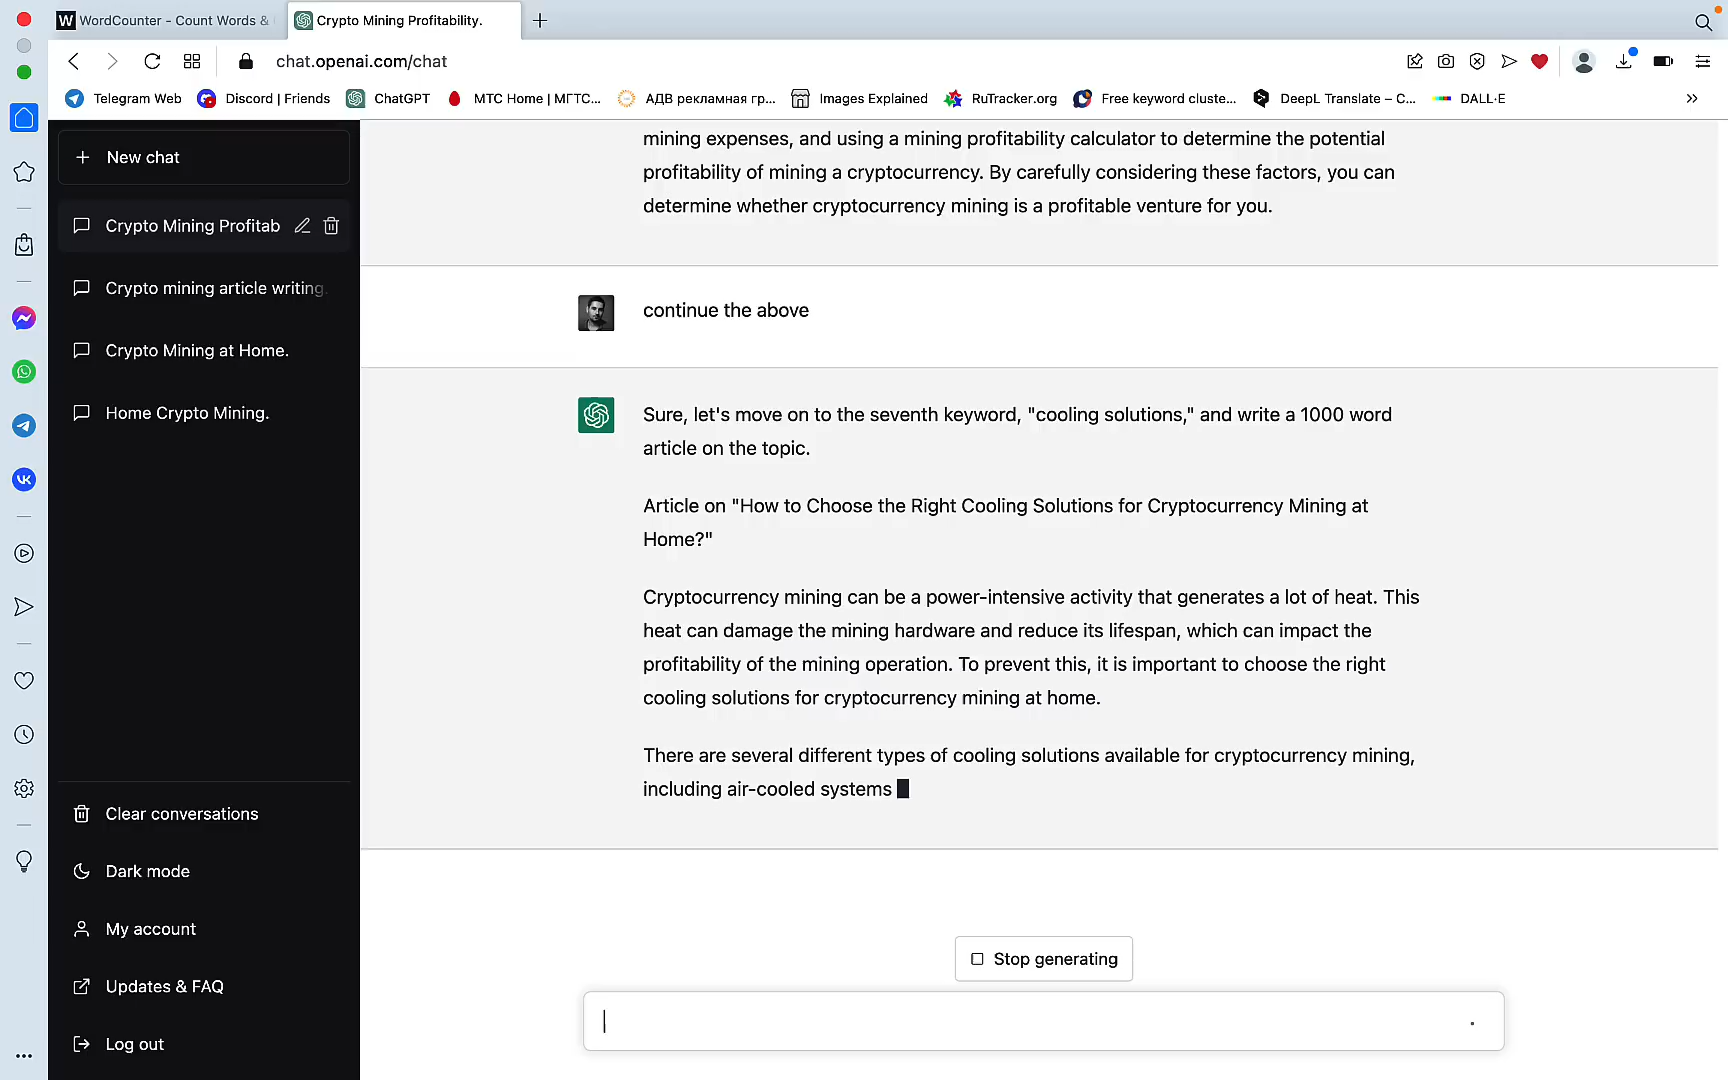 WordCounter - Count Words &
Crypto Mining Profitability.
chat.openai.com/chat
Telegram Web
Discord | Friends
ChatGPT
МТС Home | МГТС...
АДВ рекламная гр...
Images Explained
RuTracker.org
Free keyword cluste...
DeepL Translate – C...
DALL·E
New chat
Crypto Mining Profitab
Crypto mining article writing.
Crypto Mining at Home.
Home Crypto Mining.
Clear conversations
Dark mode
My account
Updates & FAQ
Log out
mining expenses, and using a mining profitability calculator to determine the potential
profitability of mining a cryptocurrency. By carefully considering these factors, you can
determine whether cryptocurrency mining is a profitable venture for you.
continue the above
Sure, let's move on to the seventh keyword, "cooling solutions," and write a 1000 word
article on the topic.
Article on "How to Choose the Right Cooling Solutions for Cryptocurrency Mining at
Home?"
Cryptocurrency mining can be a power-intensive activity that generates a lot of heat. This
heat can damage the mining hardware and reduce its lifespan, which can impact the
profitability of the mining operation. To prevent this, it is important to choose the right
cooling solutions for cryptocurrency mining at home.
There are several different types of cooling solutions available for cryptocurrency mining,
including air-cooled systems
Stop generating